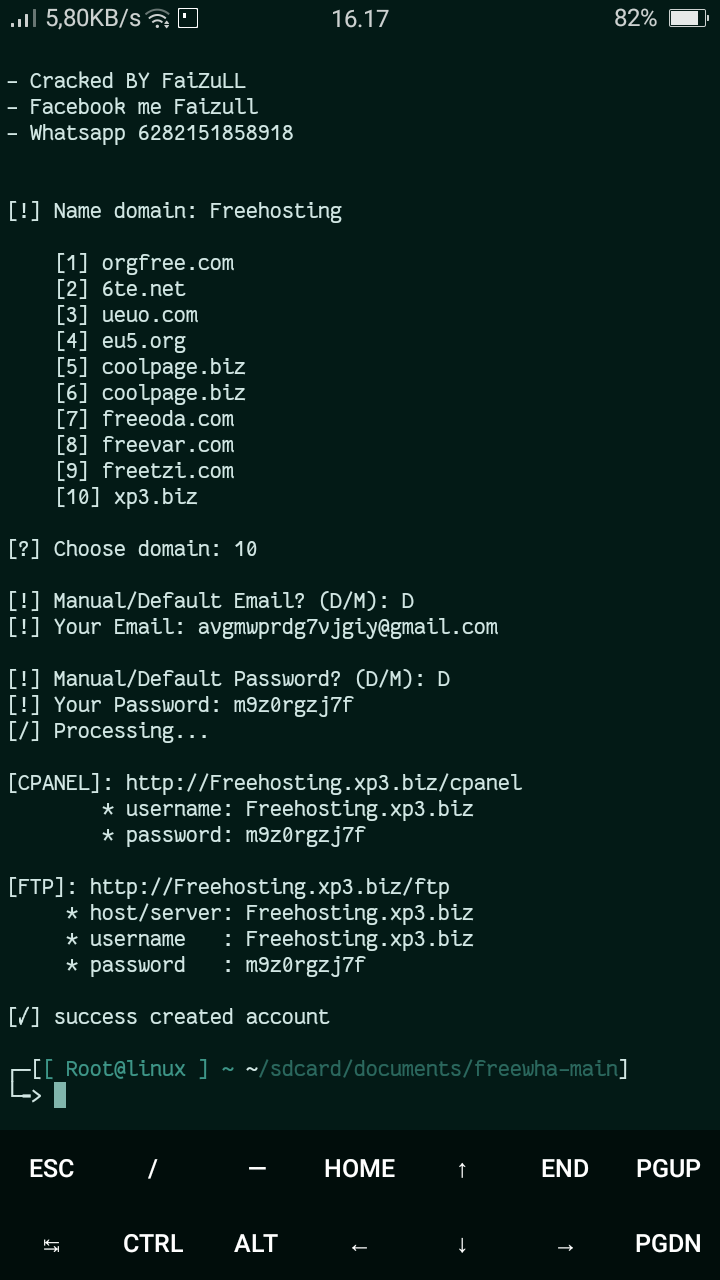 5,80KB/s 16.17 82%
- Cracked BY FaiZuLL
- Facebook me Faizull
- Whatsapp 6282151858918
[!] Name domain: Freehosting
[1] orgfree.com
[2] 6te.net
[3] ueuo.com
[4] eu5.org
[5] coolpage.biz
[6] coolpage.biz
[7] freeoda.com
[8] freevar.com
[9] freetzi.com
[10] xp3.biz
[?] Choose domain: 10
[!] Manual/Default Email? (D/M): D
[!] Your Email: avgmwprdg7vjgiy@gmail.com
[!] Manual/Default Password? (D/M): D
[!] Your Password: m9z0rgzj7f
[/] Processing...
[CPANEL]: http://Freehosting.xp3.biz/cpanel
* username: Freehosting.xp3.biz
* password: m9z0rgzj7f
[FTP]: http://Freehosting.xp3.biz/ftp
* host/server: Freehosting.xp3.biz
* username   : Freehosting.xp3.biz
* password   : m9z0rgzj7f
[✓] success created account
┌─[[ Root@linux ] ~ ~/sdcard/documents/freewha-main]
└─>
ESC / — HOME ↑ END PGUP
↹ CTRL ALT ← ↓ → PGDN